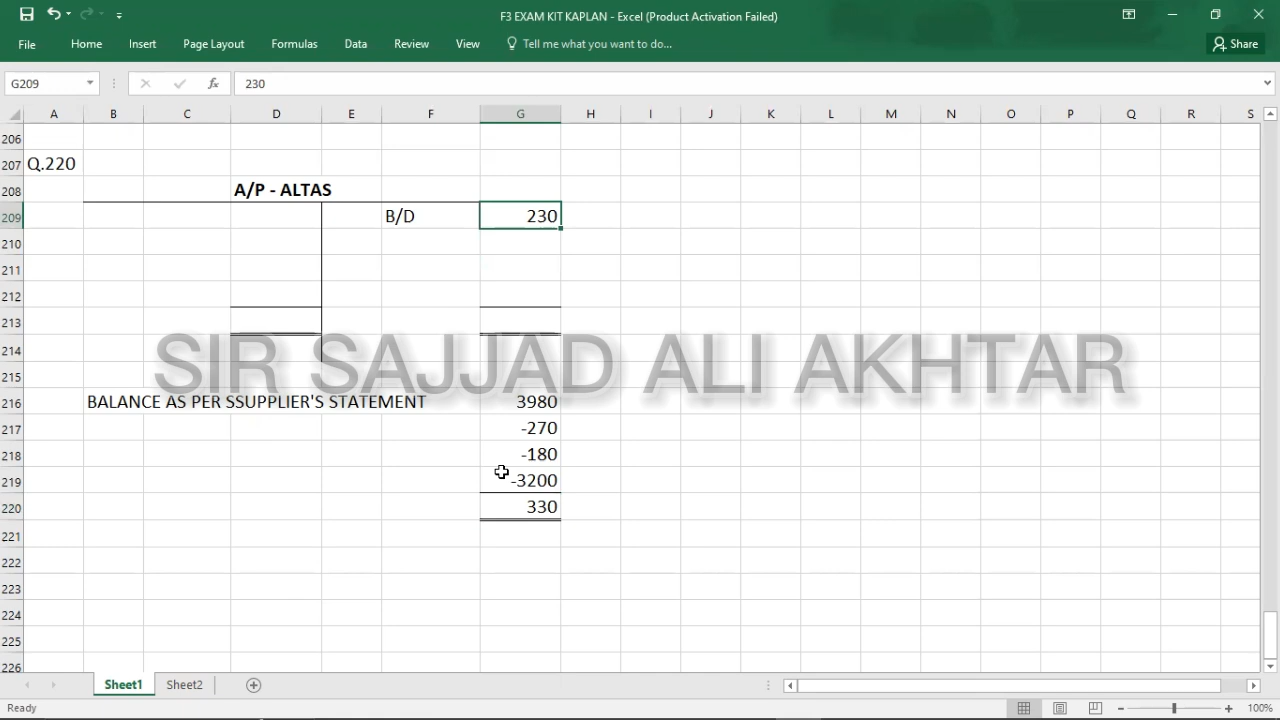 F3 EXAM KIT KAPLAN - Excel (Product Activation Failed)
File Home Insert Page Layout Formulas Data Review View Tell me what you want to do... Share
G209 fx 230
A B C D E F G H I J K L M N O P Q R S
206
207 Q.220
208 A/P - ALTAS
209 B/D 230
210
211
212
213
214
SIR SAJJAD ALI AKHTAR
215
216 BALANCE AS PER SSUPPLIER'S STATEMENT 3980
217 -270
218 -180
219 -3200
220 330
221
222
223
224
225
226
Sheet1 Sheet2
Ready 100%